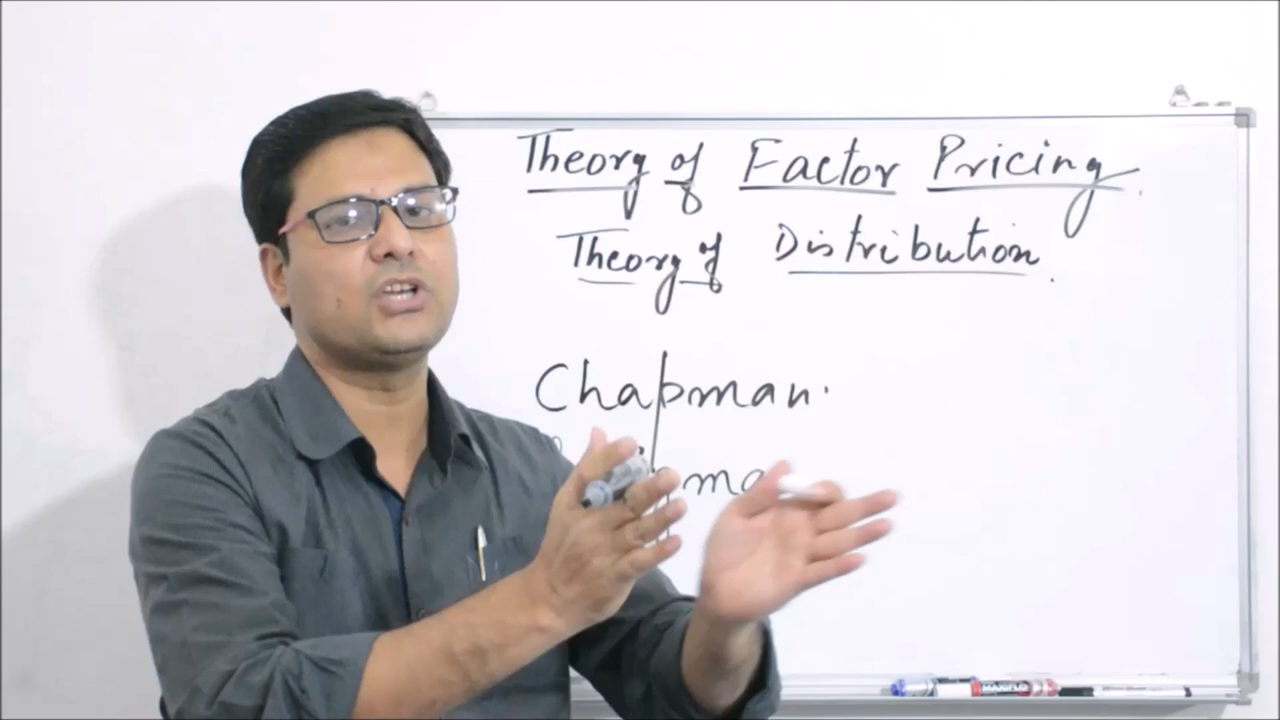 Theory of Factor Pricing.
Theory of Distribution.
Chapman.